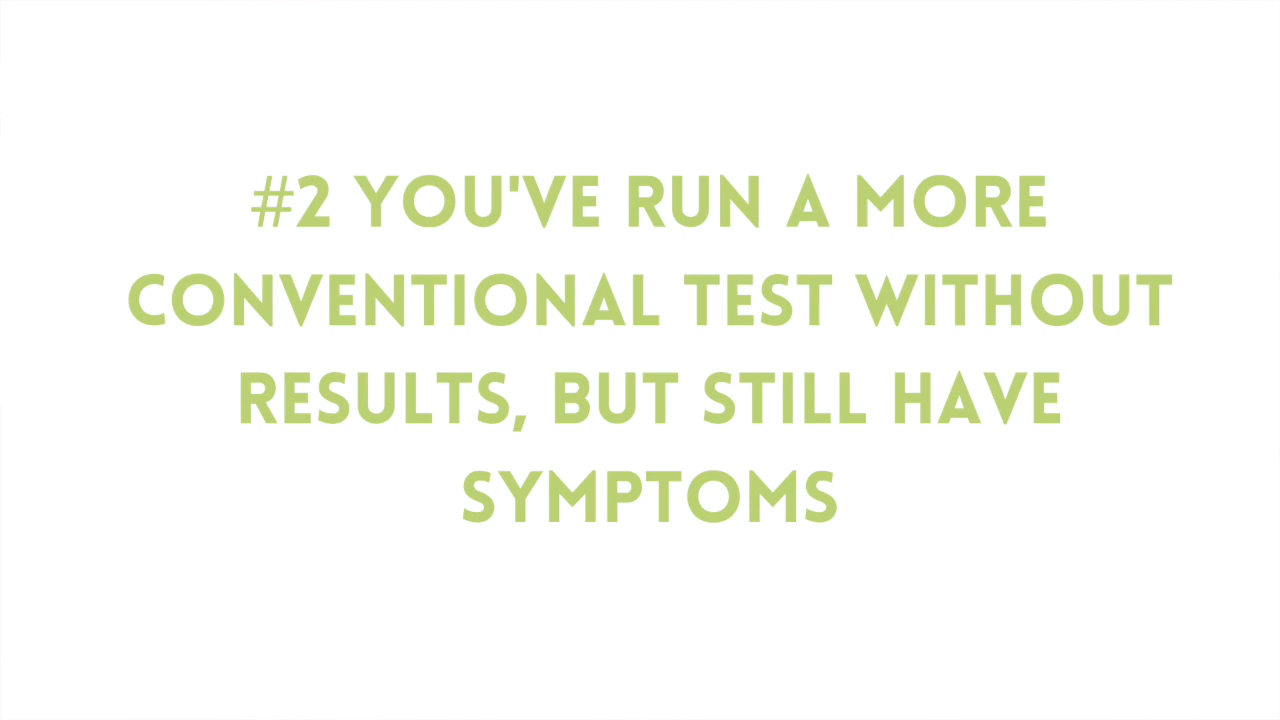 #2 YOU'VE RUN A MORE
CONVENTIONAL TEST WITHOUT
RESULTS, BUT STILL HAVE
SYMPTOMS